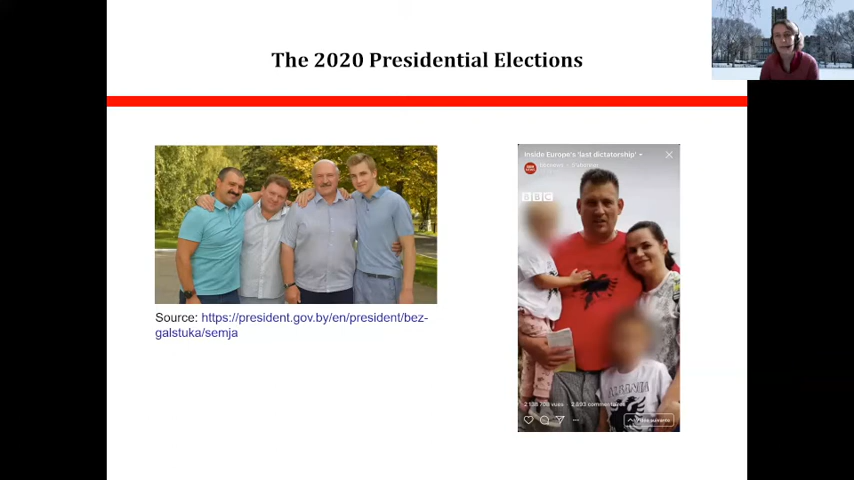 The 2020 Presidential Elections
Inside Europe's 'last dictatorship'
BBC
Source: https://president.gov.by/en/president/bez-
galstuka/semja
ALBANIA